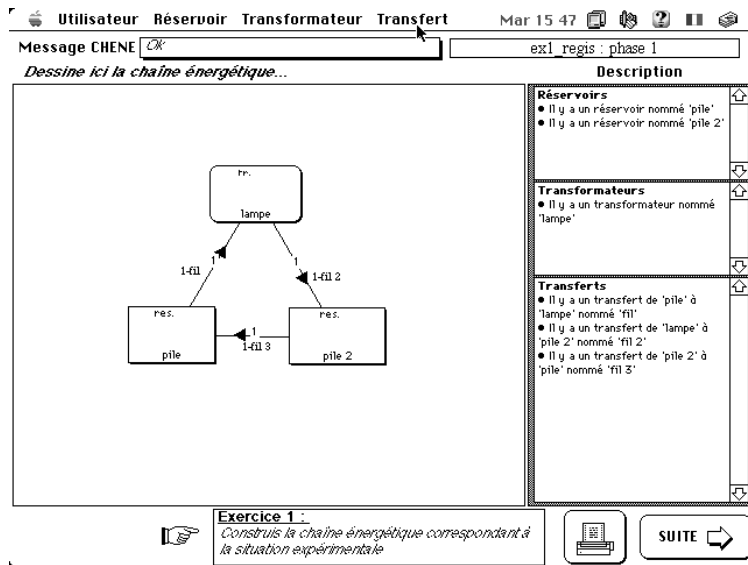 Utilisateur Réservoir Transformateur Transfert Mar 15 47
Message CHENE Ok
ex1_regis : phase 1
Dessine ici la chaîne énergétique...
Description
tr.
lampe
1
1-fil
1
1-fil 2
res.
pile
1
1-fil 3
res.
pile 2
Réservoirs
● Il y a un réservoir nommé 'pile'
● Il y a un réservoir nommé 'pile 2'
Transformateurs
● Il y a un transformateur nommé
'lampe'
Transferts
● Il y a un transfert de 'pile' à
'lampe' nommé 'fil'
● Il y a un transfert de 'lampe' à
'pile 2' nommé 'fil 2'
● Il y a un transfert de 'pile 2' à
'pile' nommé 'fil 3'
Exercice 1 :
Construis la chaîne énergétique correspondant à
la situation expérimentale
SUITE